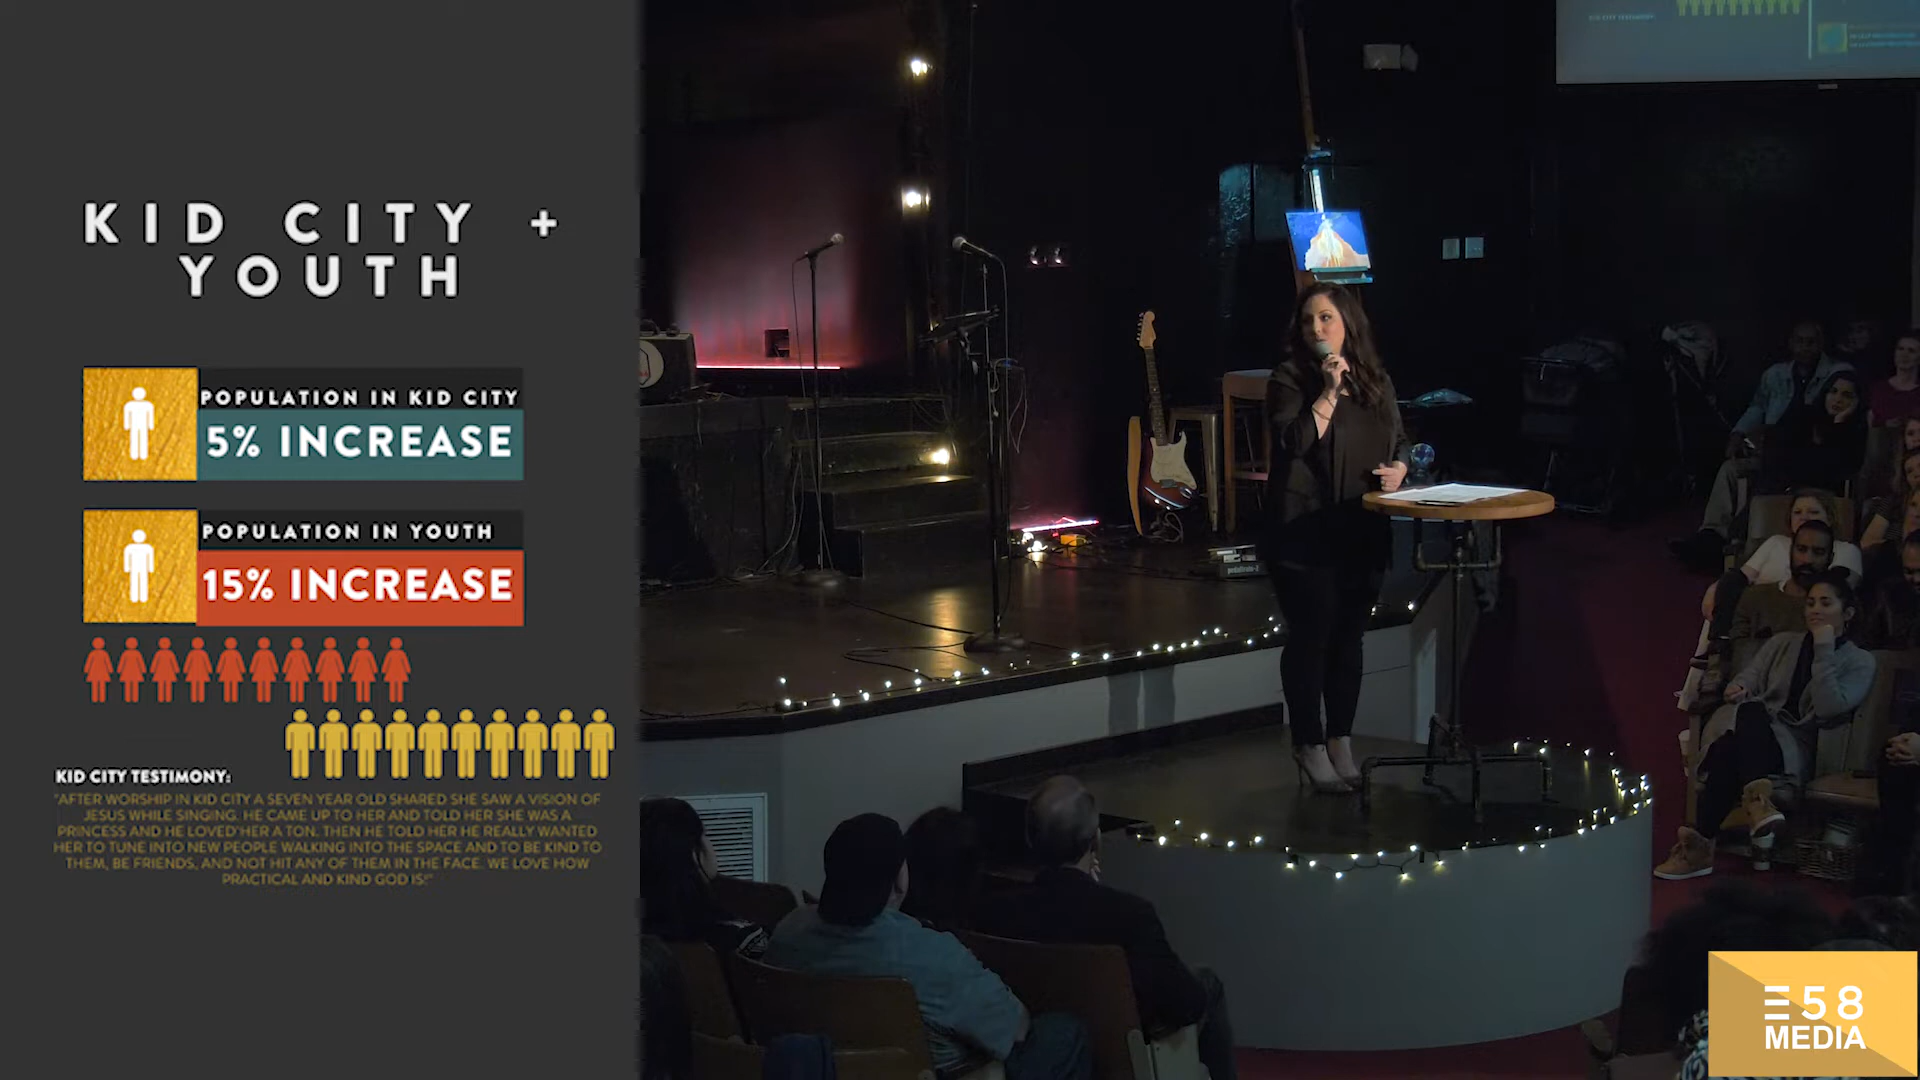 KID CITY +
YOUTH
POPULATION IN KID CITY
5% INCREASE
POPULATION IN YOUTH
15% INCREASE
KID CITY TESTIMONY:
"AFTER WORSHIP IN KID CITY A SEVEN YEAR OLD SHARED SHE SAW A VISION OF
JESUS WHILE SINGING. HE CAME UP TO HER AND TOLD HER SHE WAS A
PRINCESS AND HE LOVED HER A TON. THEN HE TOLD HER HE REALLY WANTED
HER TO TUNE INTO NEW PEOPLE WALKING INTO THE SPACE AND TO BE KIND TO
THEM, BE FRIENDS, AND NOT HIT ANY OF THEM IN THE FACE. WE LOVE HOW
PRACTICAL AND KIND GOD IS!"
KID CITY TESTIMONY:
E58
MEDIA